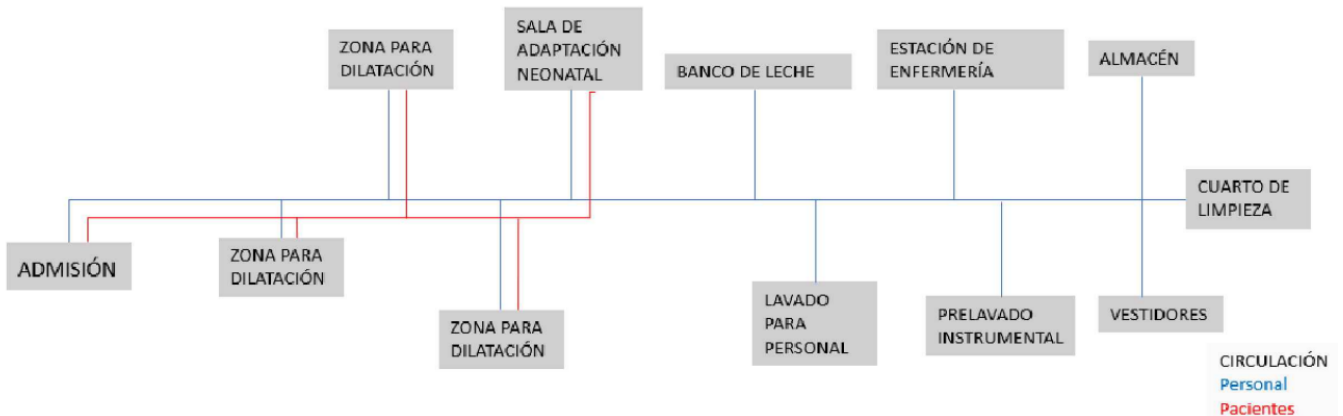 ZONA PARA
DILATACIÓN
SALA DE
ADAPTACIÓN
NEONATAL
BANCO DE LECHE
ESTACIÓN DE
ENFERMERÍA
ALMACÉN
CUARTO DE
LIMPIEZA
ADMISIÓN
ZONA PARA
DILATACIÓN
ZONA PARA
DILATACIÓN
LAVADO
PARA
PERSONAL
PRELAVADO
INSTRUMENTAL
VESTIDORES
CIRCULACIÓN
Personal
Pacientes